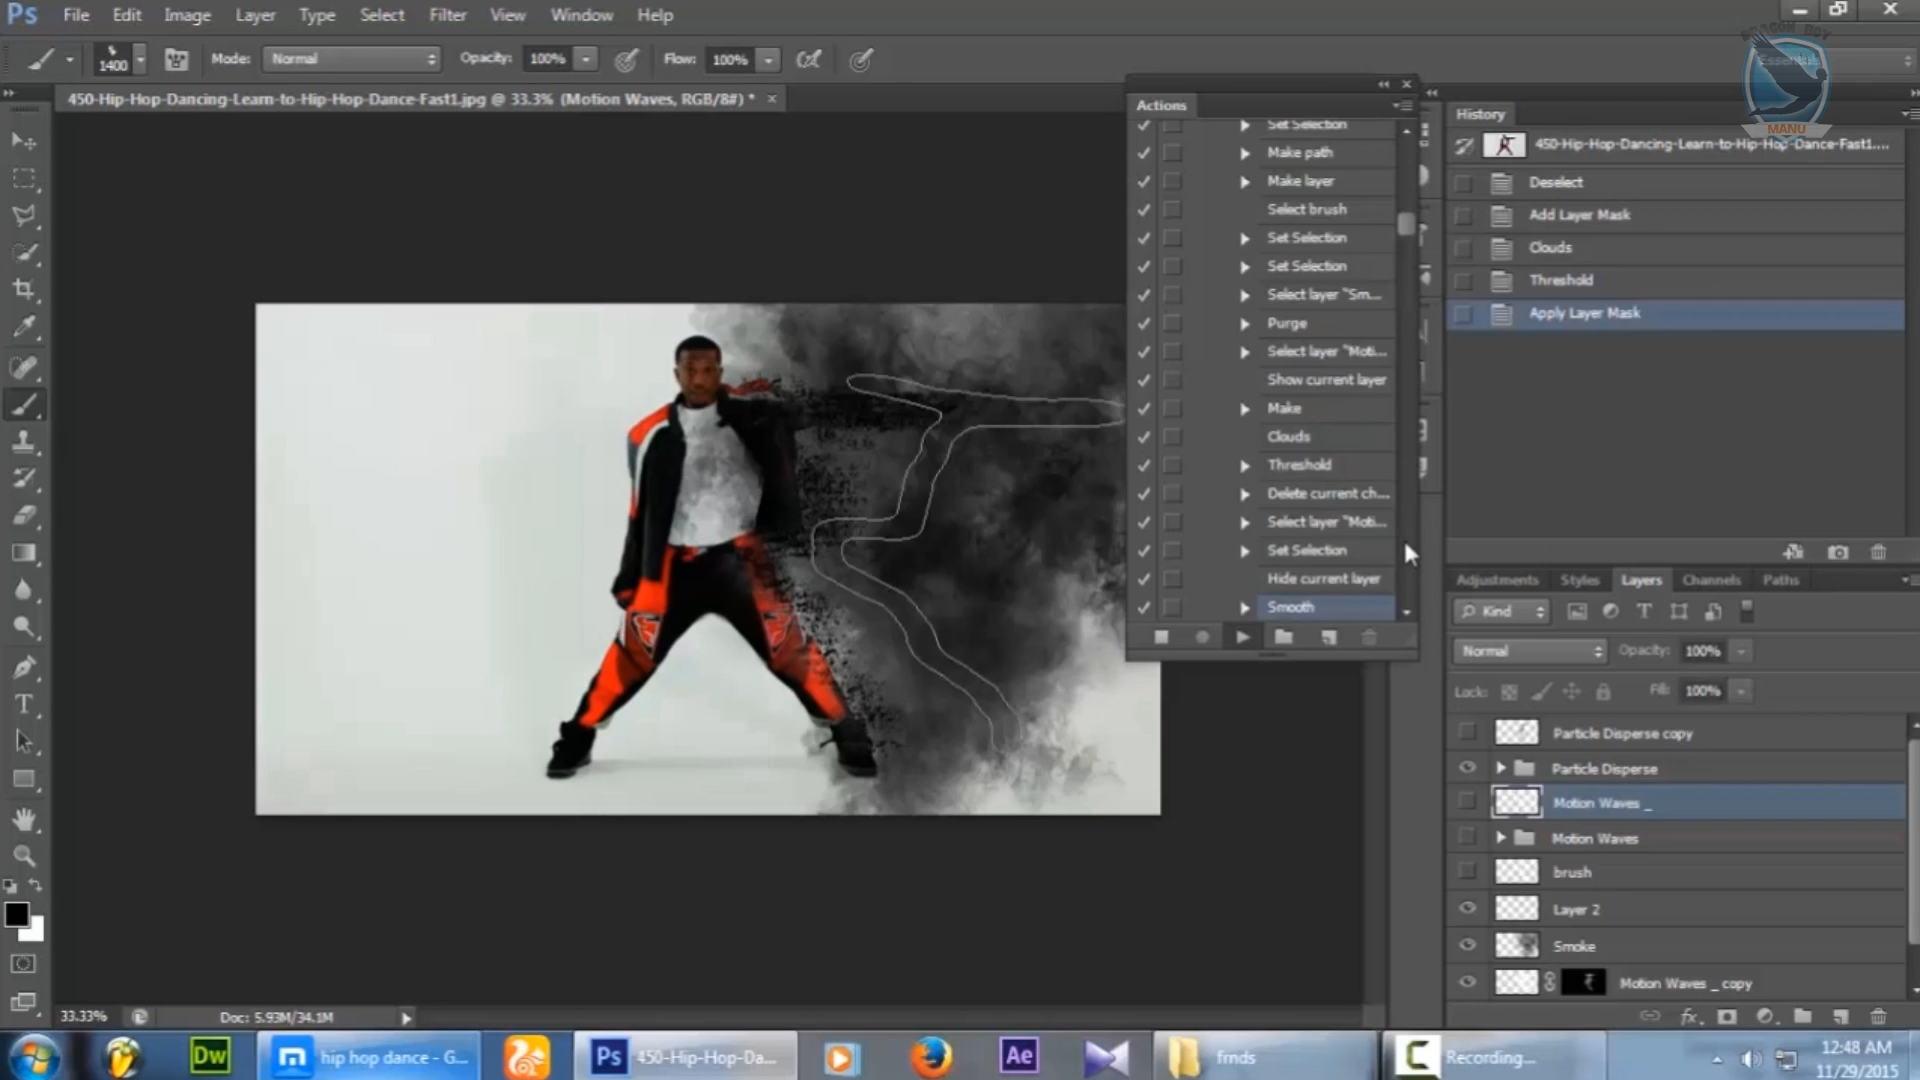 Ps File Edit Image Layer Type Select Filter View Window Help
1400 Mode: Normal Opacity: 100% Flow: 100%
DRAGON BOY
Essentials
MANU
450-Hip-Hop-Dancing-Learn-to-Hip-Hop-Dance-Fast1.jpg @ 33.3% (Motion Waves, RGB/8#) *
Actions
Set Selection
Make path
Make layer
Select brush
Set Selection
Set Selection
Select layer "Sm...
Purge
Select layer "Moti...
Show current layer
Make
Clouds
Threshold
Delete current ch...
Select layer "Moti...
Set Selection
Hide current layer
Smooth
History
450-Hip-Hop-Dancing-Learn-to-Hip-Hop-Dance-Fast1....
Deselect
Add Layer Mask
Clouds
Threshold
Apply Layer Mask
Adjustments Styles Layers Channels Paths
Kind
Normal Opacity: 100%
Lock: Fill: 100%
Particle Disperse copy
Particle Disperse
Motion Waves _
Motion Waves
brush
Layer 2
Smoke
Motion Waves _ copy
fx
33.33% Doc: 5.93M/34.1M
Dw hip hop dance - G... Ps 450-Hip-Hop-Da... Ae frnds Recording...
12:48 AM
11/29/2015